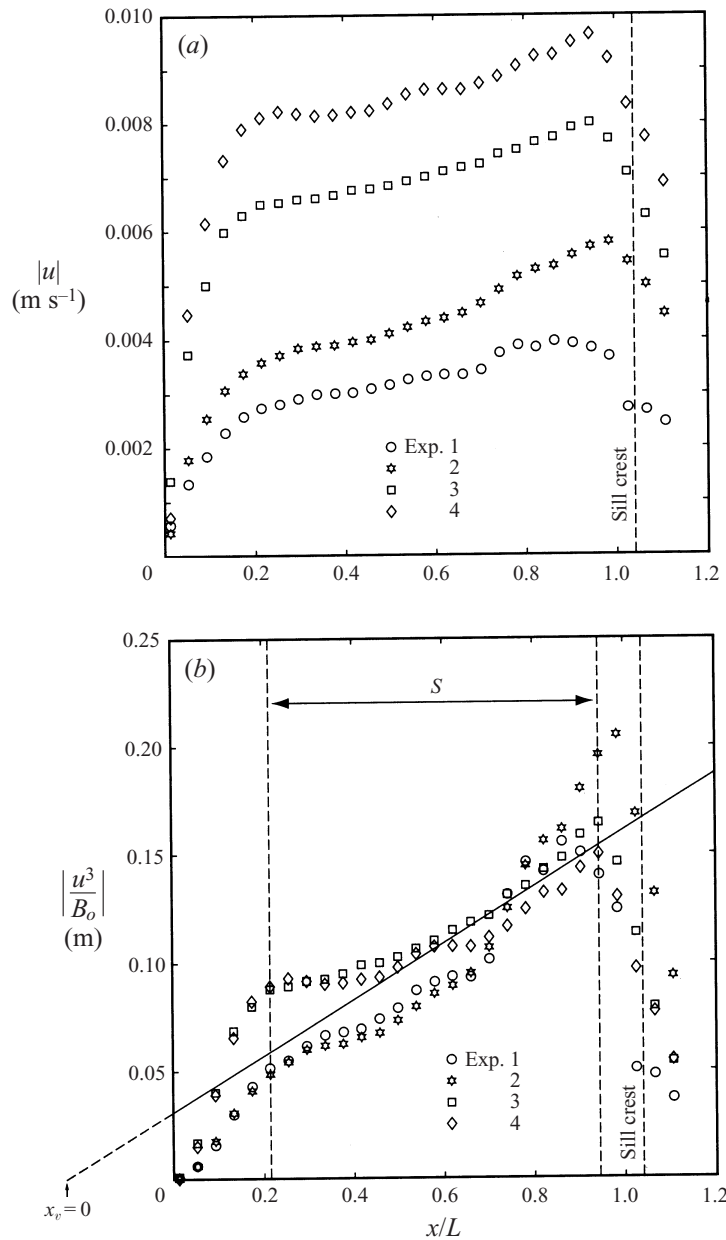 0.010
(a)
0.008
0.006
|u|
(m s⁻¹)
0.004
0.002
Exp. 1
2
3
4
Sill crest
0 0.2 0.4 0.6 0.8 1.0 1.2
0.25
(b)
S
0.20
0.15
|u³/Bₒ|
(m)
0.10
0.05
Exp. 1
2
3
4
Sill crest
0 0.2 0.4 0.6 0.8 1.0 1.2
xᵥ = 0
x/L